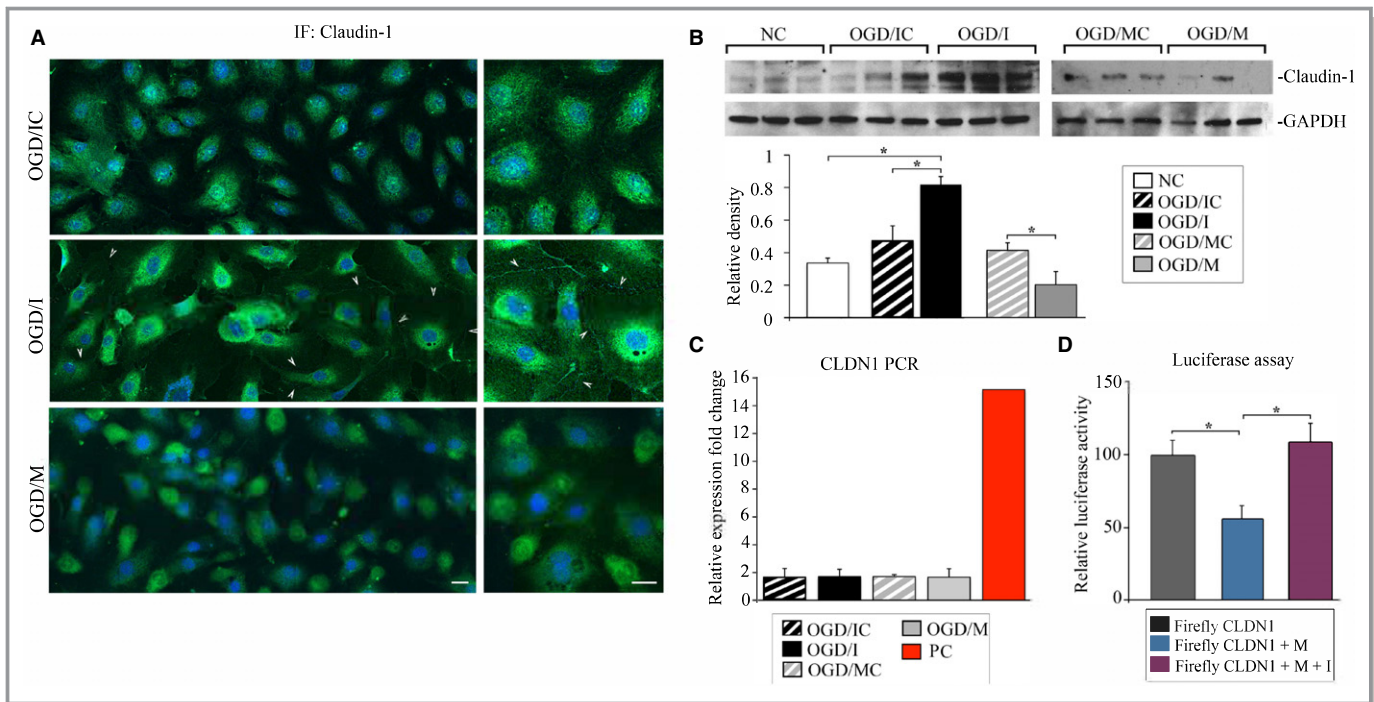 A
IF: Claudin-1
OGD/IC
OGD/I
OGD/M
B
NC OGD/IC OGD/I OGD/MC OGD/M
-Claudin-1
-GAPDH
Relative density
1
0.8
0.6
0.4
0.2
0
* * *
NC
OGD/IC
OGD/I
OGD/MC
OGD/M
C
CLDN1 PCR
Relative expression fold change
16
14
12
10
8
6
4
2
0
OGD/IC
OGD/I
OGD/MC
OGD/M
PC
D
Luciferase assay
Relative luciferase activity
150
100
50
0
* *
Firefly CLDN1
Firefly CLDN1 + M
Firefly CLDN1 + M + I